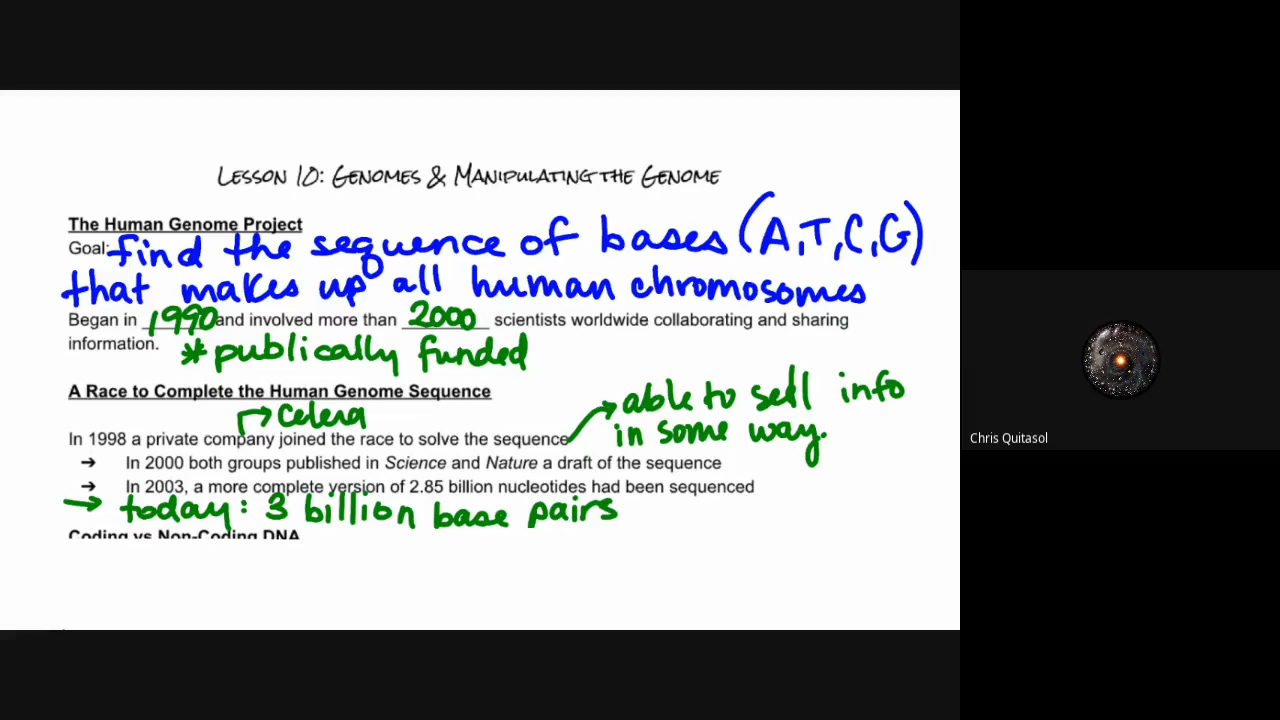 LESSON 10: GENOMES & MANIPULATING THE GENOME
The Human Genome Project
Goal: find the sequence of bases (A,T,C,G)
that makes up all human chromosomes
Began in 1990 and involved more than 2000 scientists worldwide collaborating and sharing
information. * publically funded
A Race to Complete the Human Genome Sequence
→ able to sell info
in some way.
→ Celera
In 1998 a private company joined the race to solve the sequence
→ In 2000 both groups published in Science and Nature a draft of the sequence
→ In 2003, a more complete version of 2.85 billion nucleotides had been sequenced
→ today: 3 billion base pairs
Coding vs Non-Coding DNA
Chris Quitasol